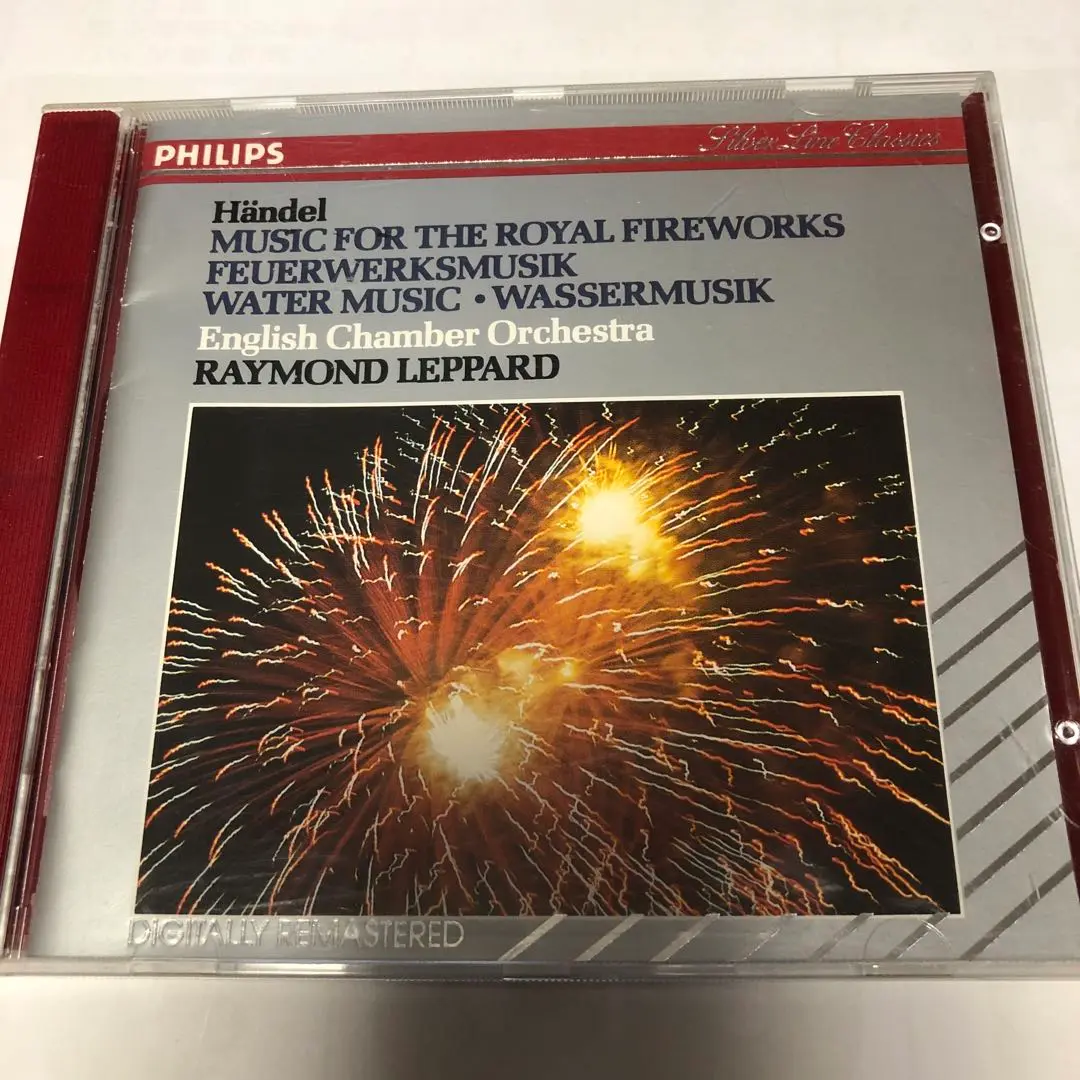 PHILIPS
Silver Line Classics
Händel
MUSIC FOR THE ROYAL FIREWORKS
FEUERWERKSMUSIK
WATER MUSIC • WASSERMUSIK
English Chamber Orchestra
RAYMOND LEPPARD
DIGITALLY REMASTERED